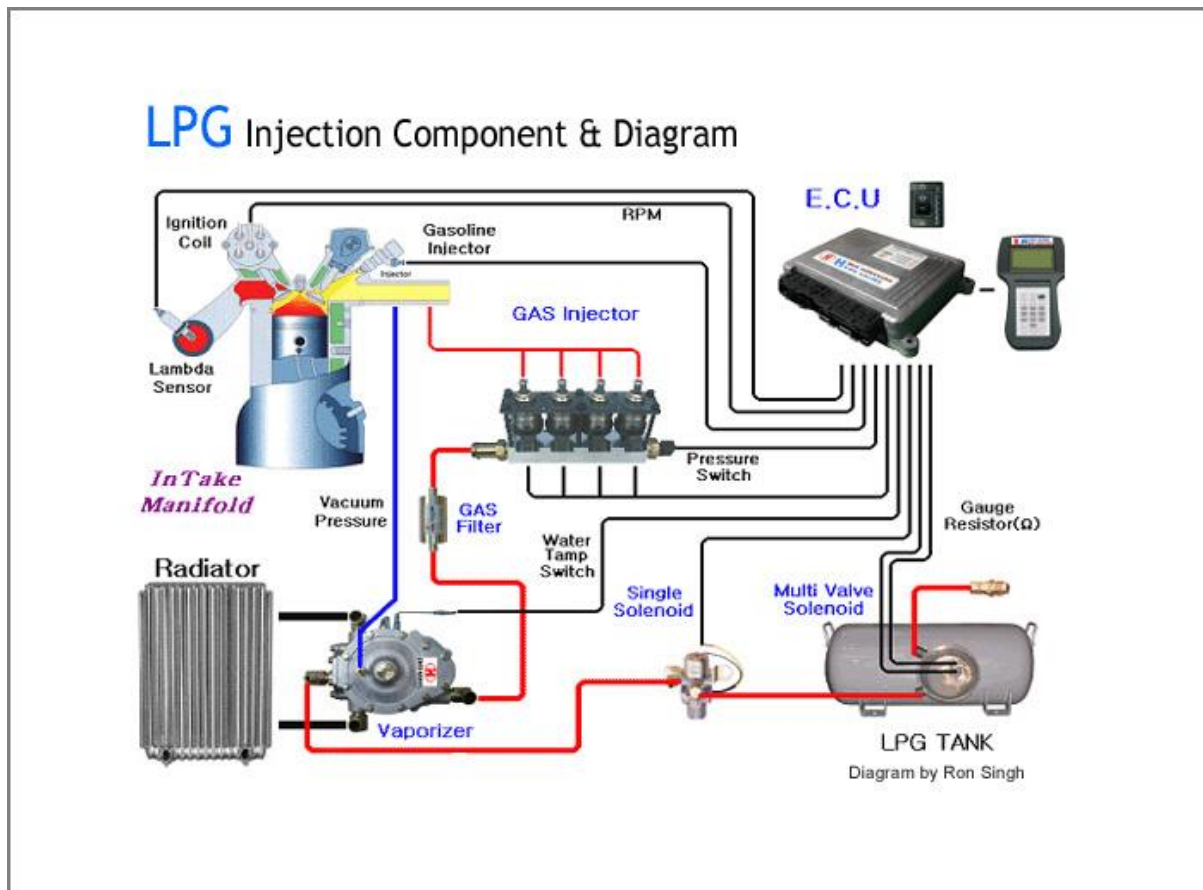 LPG Injection Component & Diagram
E.C.U
Ignition
Coil
RPM
Gasoline
Injector
Injector
GAS Injector
Lambda
Sensor
Pressure
Switch
InTake
Manifold
Vacuum
Pressure
GAS
Filter
Gauge
Resistor(Ω)
Water
Tamp
Switch
Radiator
Single
Solenoid
Multi Valve
Solenoid
Vaporizer
LPG TANK
Diagram by Ron Singh